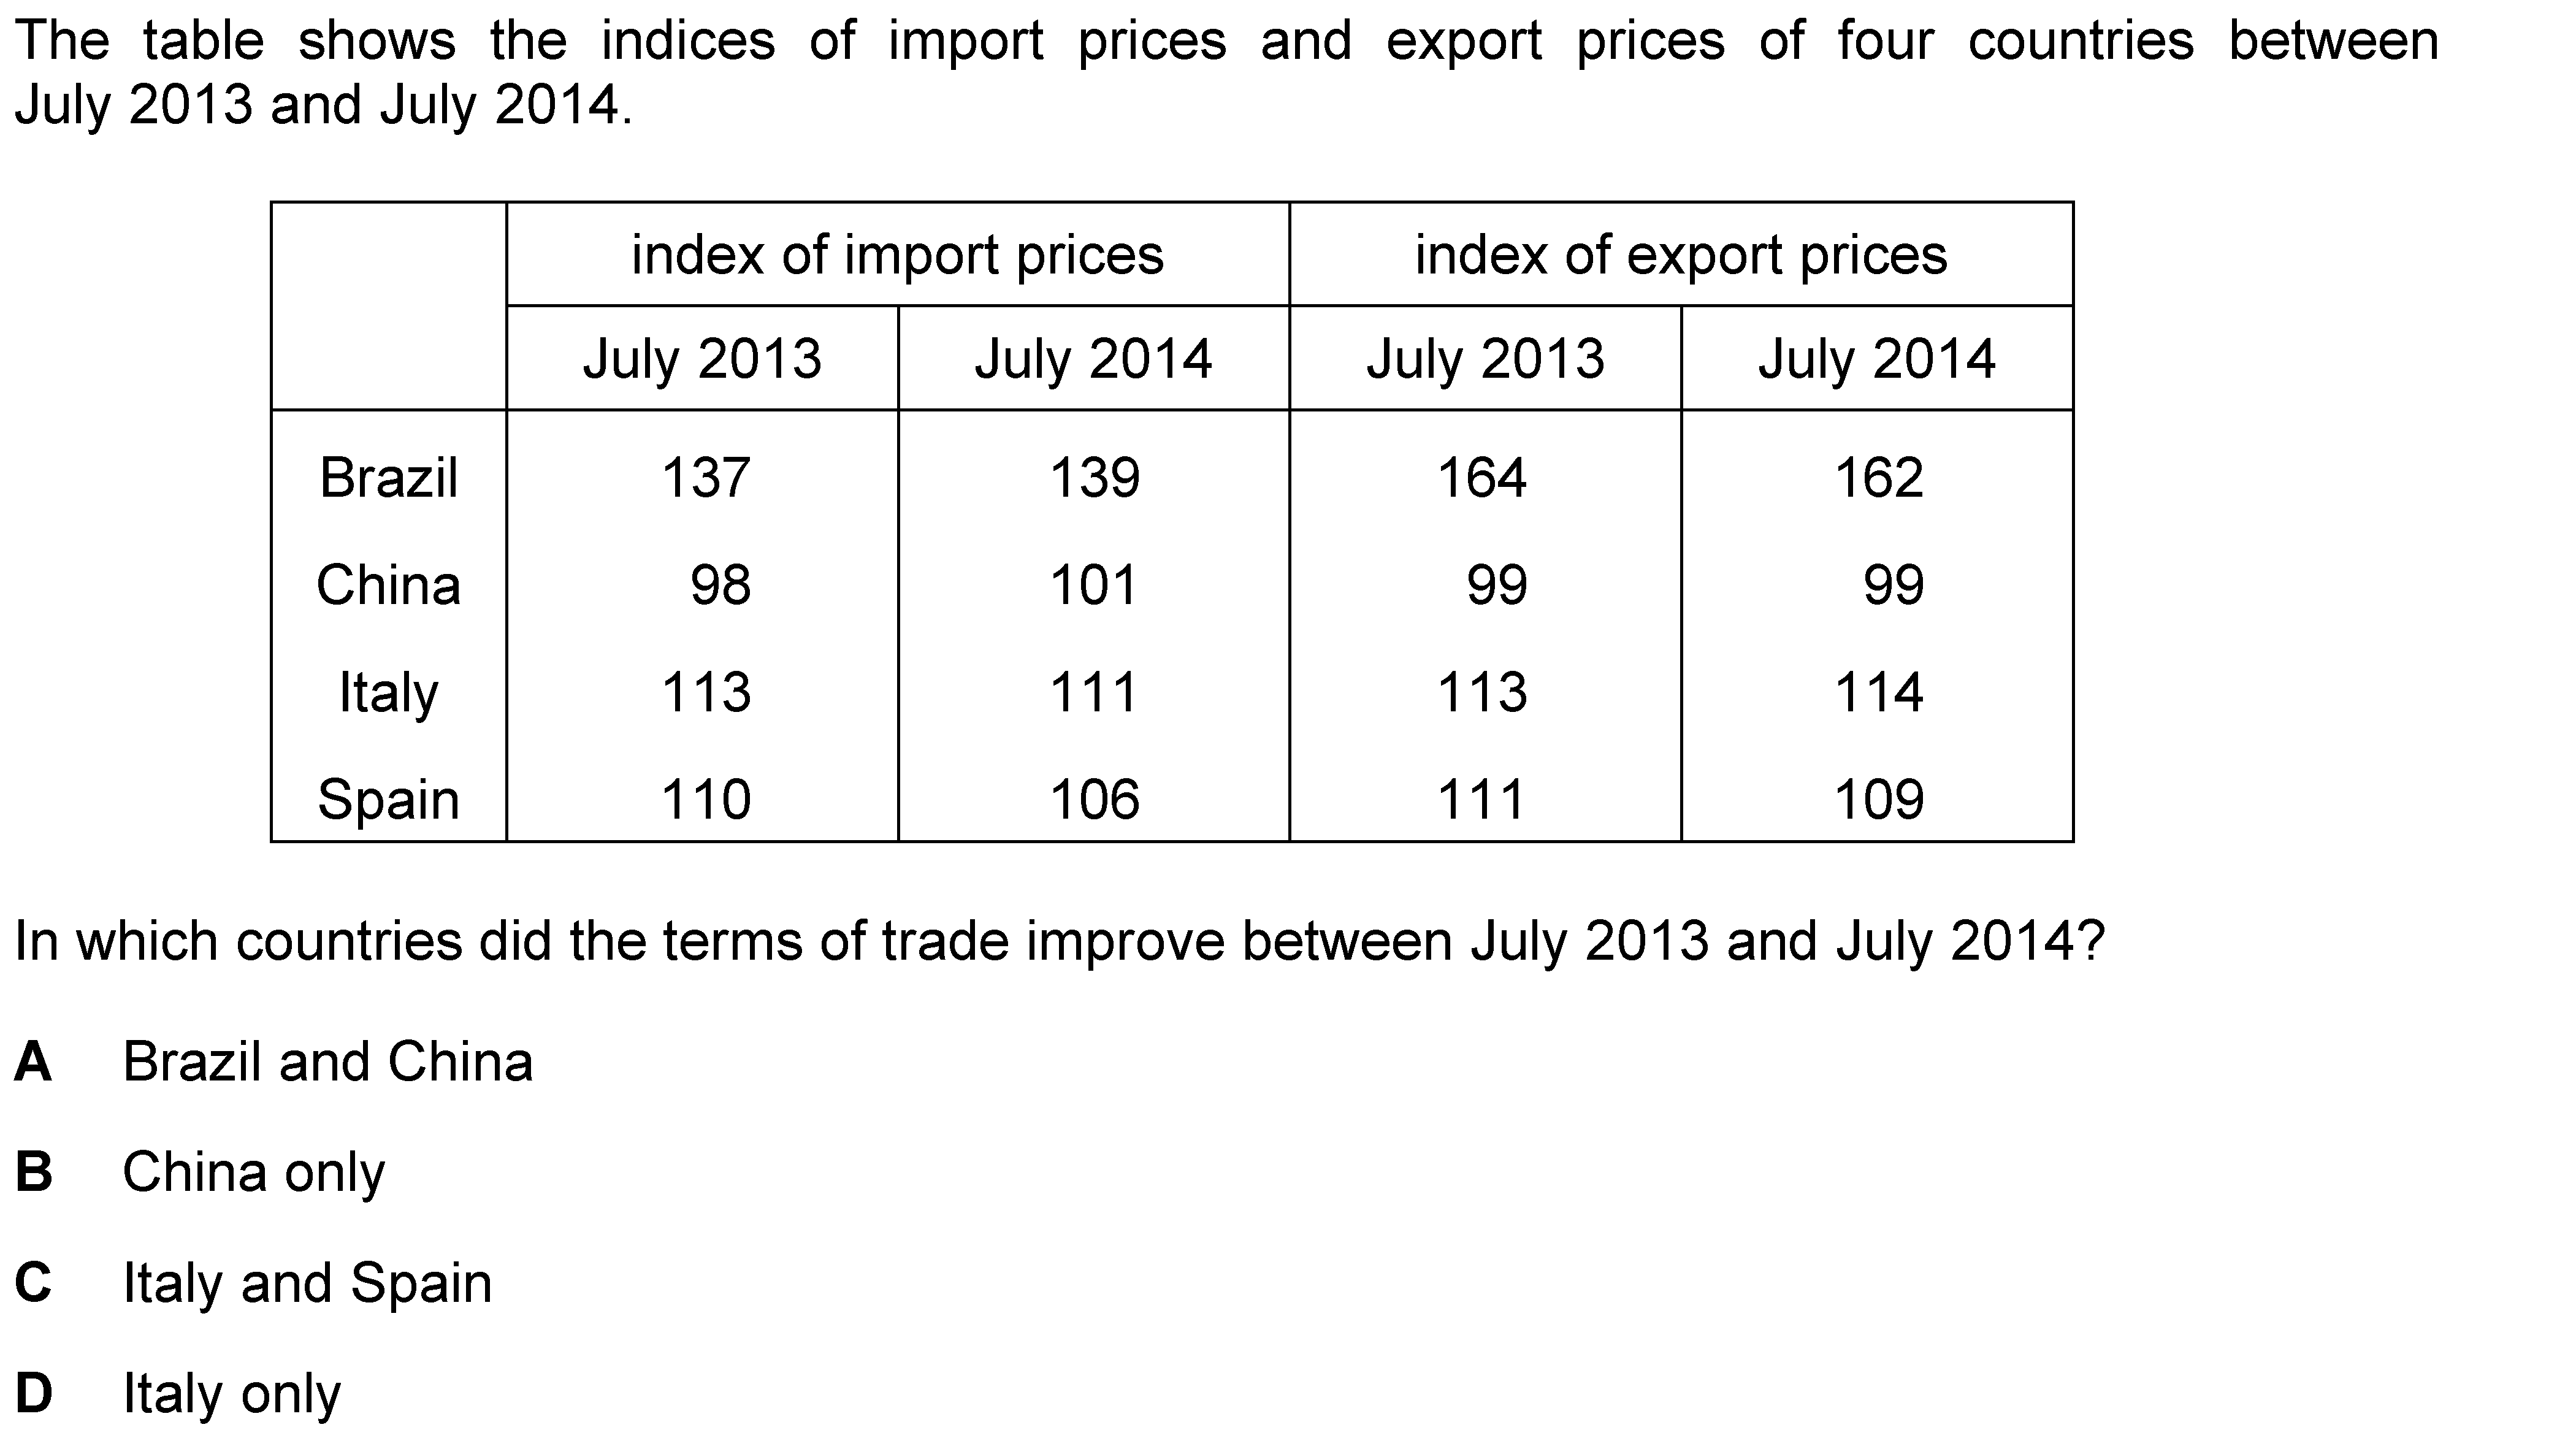 The table shows the indices of import prices and export prices of four countries between
July 2013 and July 2014.
index of import prices index of export prices
July 2013 July 2014 July 2013 July 2014
Brazil 137 139 164 162
China 98 101 99 99
Italy 113 111 113 114
Spain 110 106 111 109
In which countries did the terms of trade improve between July 2013 and July 2014?
A Brazil and China
B China only
C Italy and Spain
D Italy only